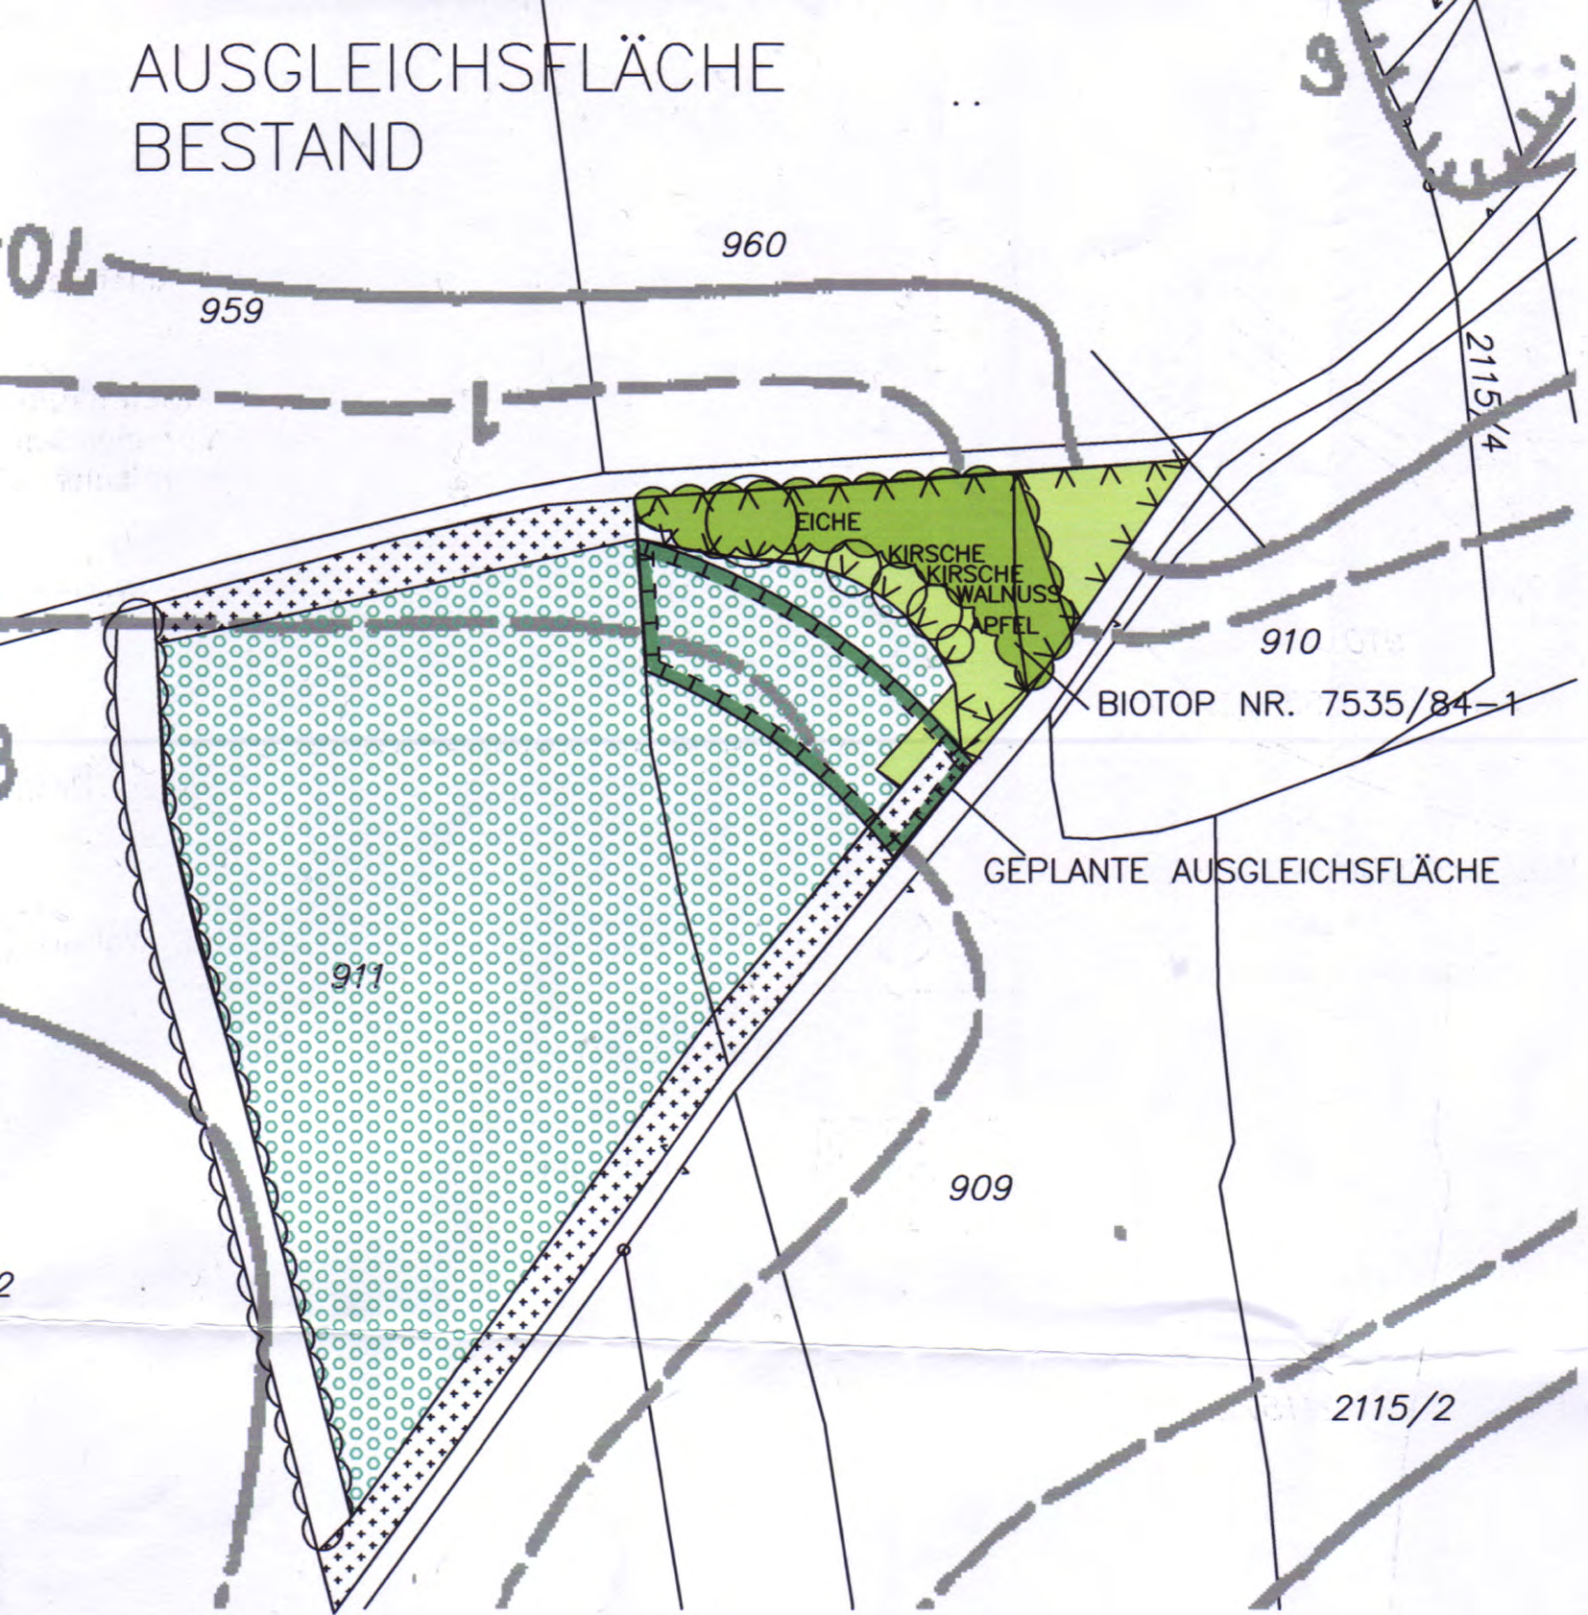 AUSGLEICHSFLÄCHE
BESTAND
960
959
2115/4
1
EICHE
KIRSCHE
KIRSCHE
WALNUSS
APFEL
910
BIOTOP NR. 7535/84-1
GEPLANTE AUSGLEICHSFLÄCHE
911
909
2115/2